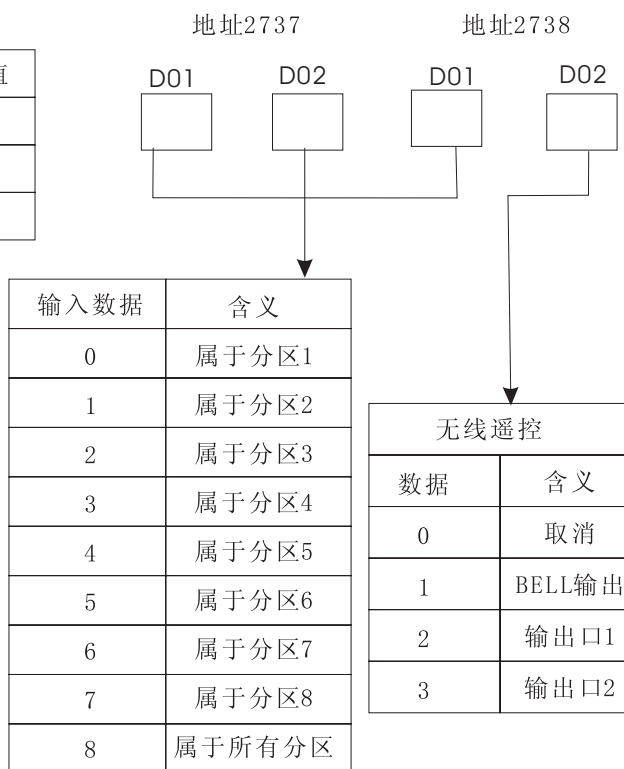 地址2737 地址2738
D01 D02 D01 D02
输入数据 含义
0 属于分区1
1 属于分区2
2 属于分区3
3 属于分区4
4 属于分区5
5 属于分区6
6 属于分区7
7 属于分区8
8 属于所有分区
无线遥控
数据 含义
0 取消
1 BELL输出
2 输出口1
3 输出口2